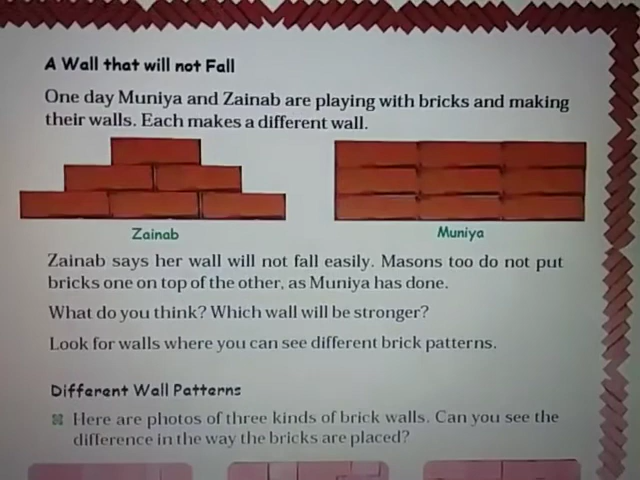 A Wall that will not Fall
One day Muniya and Zainab are playing with bricks and making
their walls. Each makes a different wall.
Zainab
Muniya
Zainab says her wall will not fall easily. Masons too do not put
bricks one on top of the other, as Muniya has done.
What do you think? Which wall will be stronger?
Look for walls where you can see different brick patterns.
Different Wall Patterns
Here are photos of three kinds of brick walls. Can you see the
difference in the way the bricks are placed?